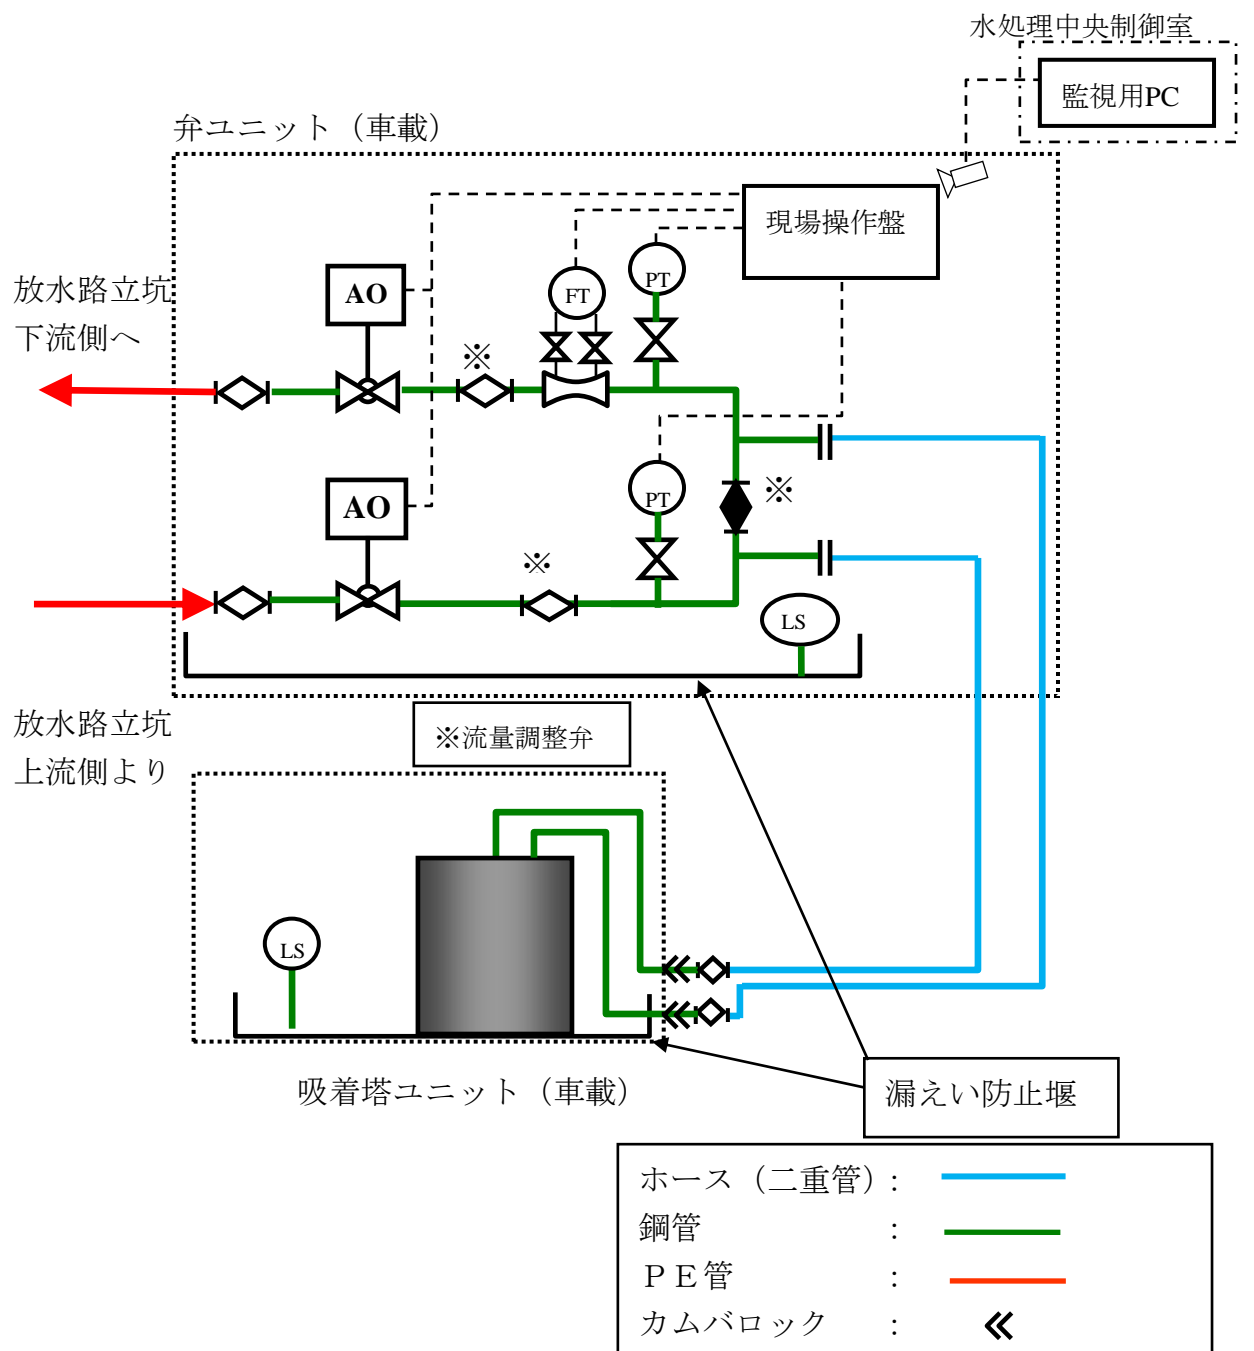 水処理中央制御室
監視用PC
弁ユニット（車載）
現場操作盤
放水路立坑
下流側へ
AO
FT
PT
※
AO
PT
※
※
LS
放水路立坑
上流側より
※流量調整弁
LS
吸着塔ユニット（車載）
漏えい防止堰
ホース（二重管）：
鋼管　　　　　：
ＰＥ管　　　　：
カムバロック　：